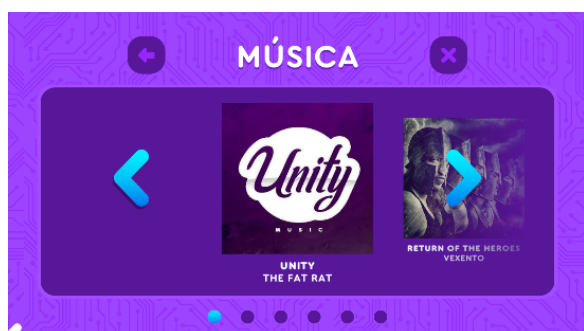 MÚSICA
Unity
MUSIC
UNITY
THE FAT RAT
RETURN OF THE HEROES
VEXENTO